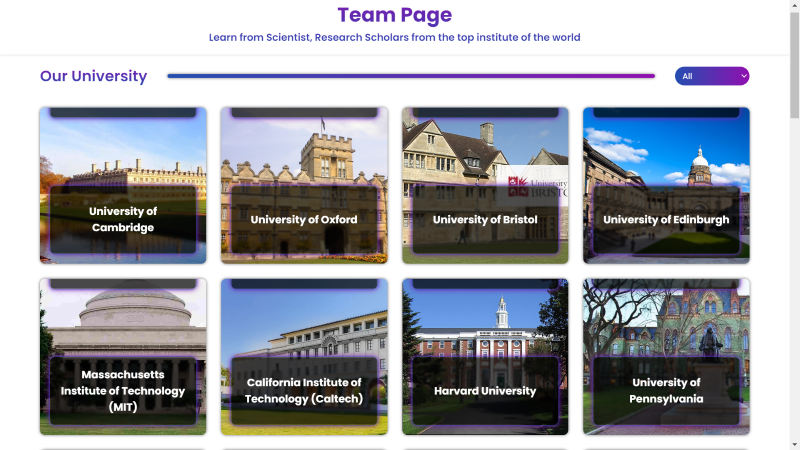 Team Page
Learn from Scientist, Research Scholars from the top institute of the world
Our University
All
University of
Cambridge
University of Oxford
University
BRISTOL
University of Bristol
University of Edinburgh
Massachusetts
Institute of Technology
(MIT)
California Institute of
Technology (Caltech)
Harvard University
University of
Pennsylvania